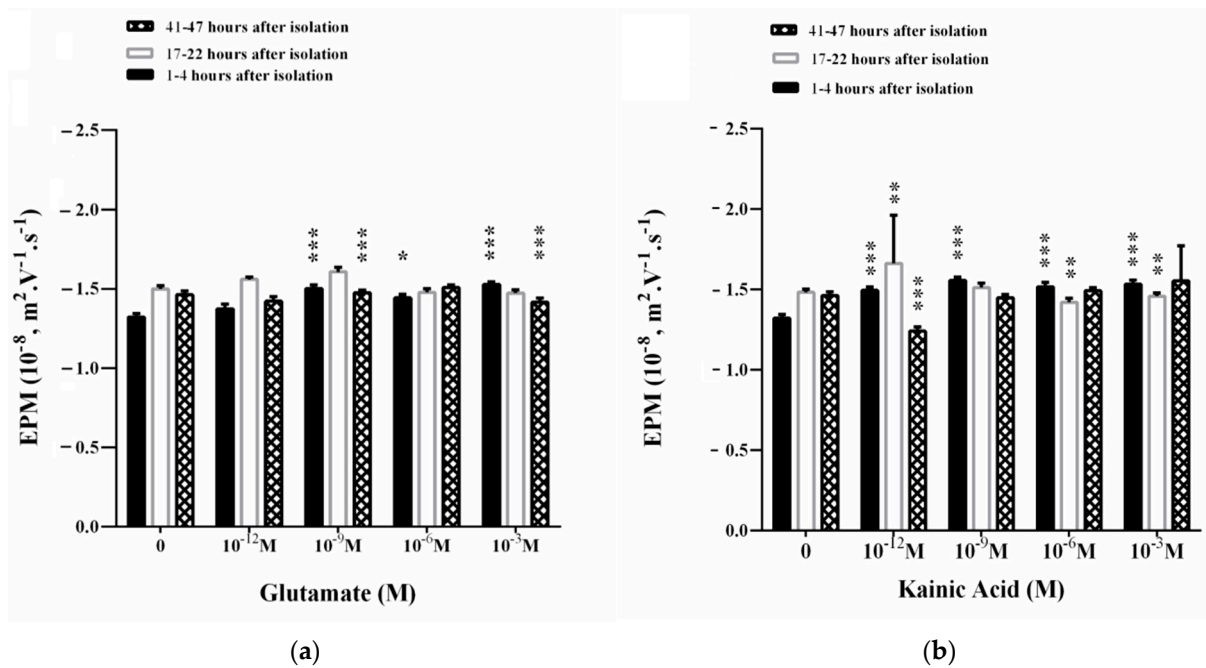 41-47 hours after isolation
17-22 hours after isolation
1-4 hours after isolation
EPM (10⁻⁸ , m².V⁻¹.s⁻¹)
– 2.5
– 2.0
– 1.5
– 1.0
– 0.5
0.0
***
***
*
***
***
0
10⁻¹²M
10⁻⁹M
10⁻⁶M
10⁻³M
Glutamate (M)
(a)
41-47 hours after isolation
17-22 hours after isolation
1-4 hours after isolation
EPM (10⁻⁸ , m².V⁻¹.s⁻¹)
- 2.5
- 2.0
- 1.5
- 1.0
- 0.5
0.0
***
**
***
***
***
**
***
**
0
10⁻¹²M
10⁻⁹M
10⁻⁶M
10⁻³M
Kainic Acid (M)
(b)